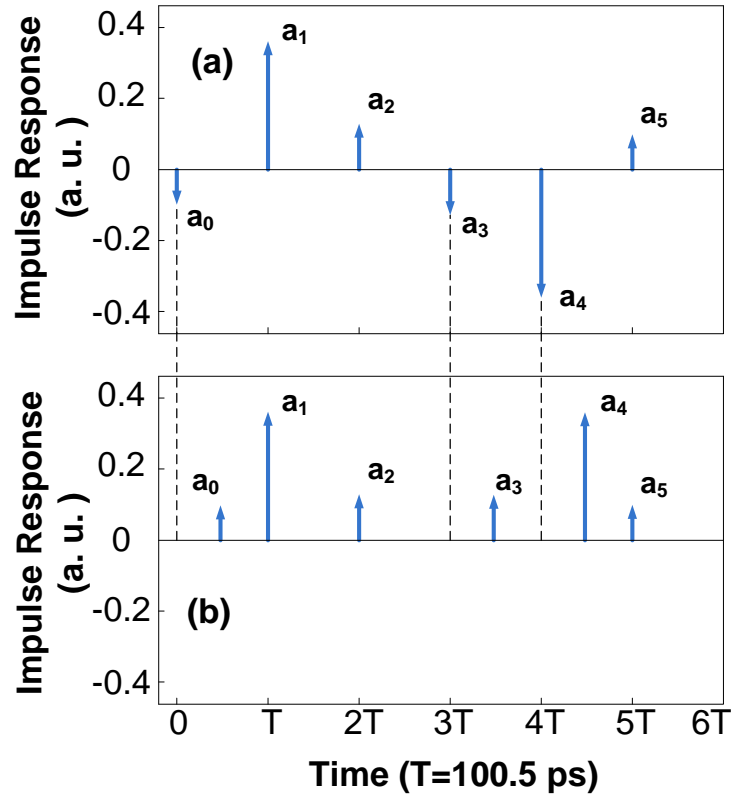 Impulse Response
(a. u.)
0.4
0.2
0
-0.2
-0.4
(a)
a₀
a₁
a₂
a₃
a₄
a₅
Impulse Response
(a. u.)
0.4
0.2
0
-0.2
-0.4
(b)
a₀
a₁
a₂
a₃
a₄
a₅
0 T 2T 3T 4T 5T 6T
Time (T=100.5 ps)